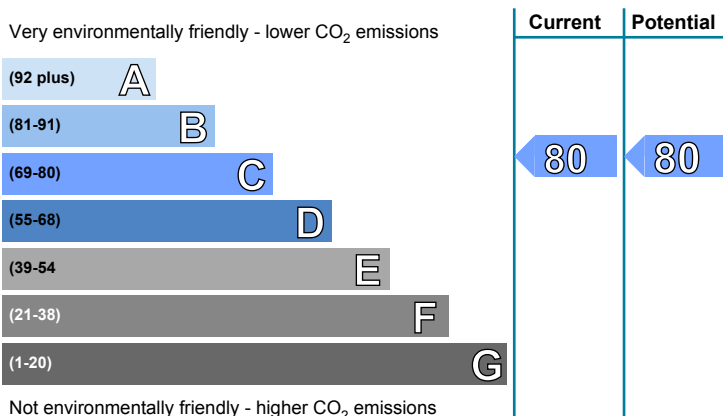 Very environmentally friendly - lower CO₂ emissions
Current
Potential
(92 plus) A
(81-91) B
(69-80) C
80
80
(55-68) D
(39-54 E
(21-38) F
(1-20) G
Not environmentally friendly - higher CO₂ emissions